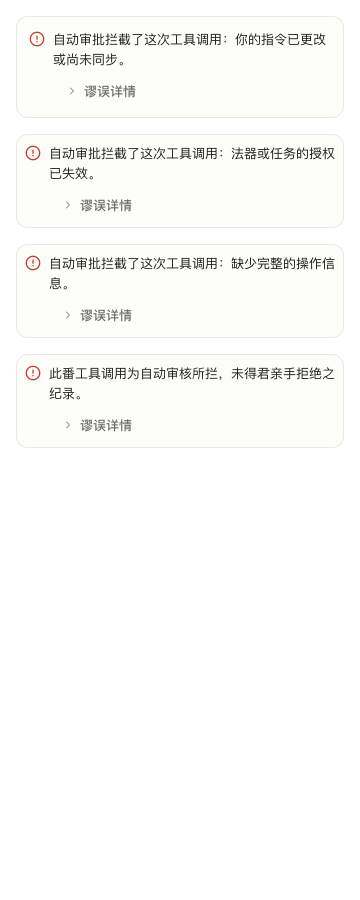 自动审批拦截了这次工具调用：你的指令已更改
或尚未同步。
谬误详情
自动审批拦截了这次工具调用：法器或任务的授权
已失效。
谬误详情
自动审批拦截了这次工具调用：缺少完整的操作信
息。
谬误详情
此番工具调用为自动审核所拦，未得君亲手拒绝之
纪录。
谬误详情